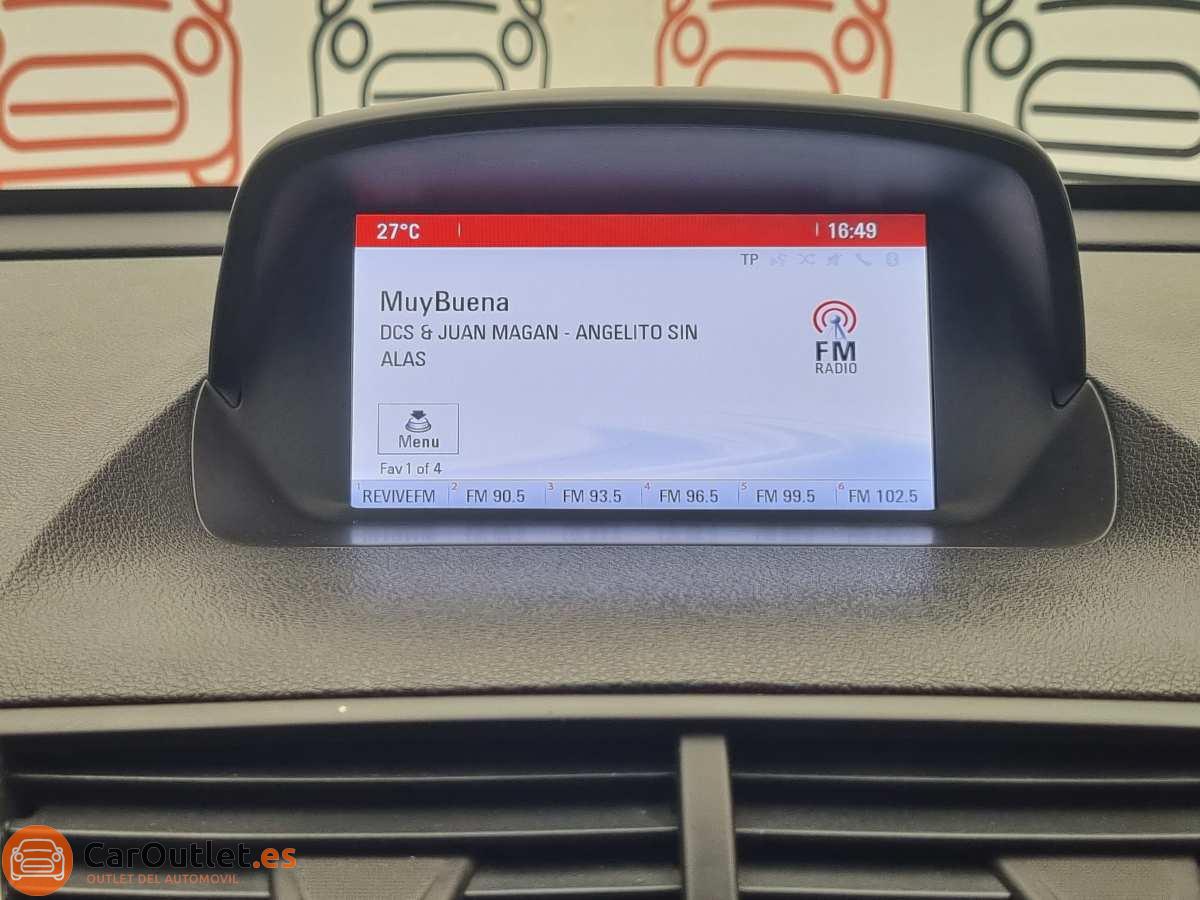 27°C 16:49
TP
MuyBuena
DCS & JUAN MAGAN - ANGELITO SIN
ALAS
FM
RADIO
Menu
Fav 1 of 4
1 REVIVEFM 2 FM 90.5 3 FM 93.5 4 FM 96.5 5 FM 99.5 6 FM 102.5
CarOutlet.es
OUTLET DEL AUTOMOVIL